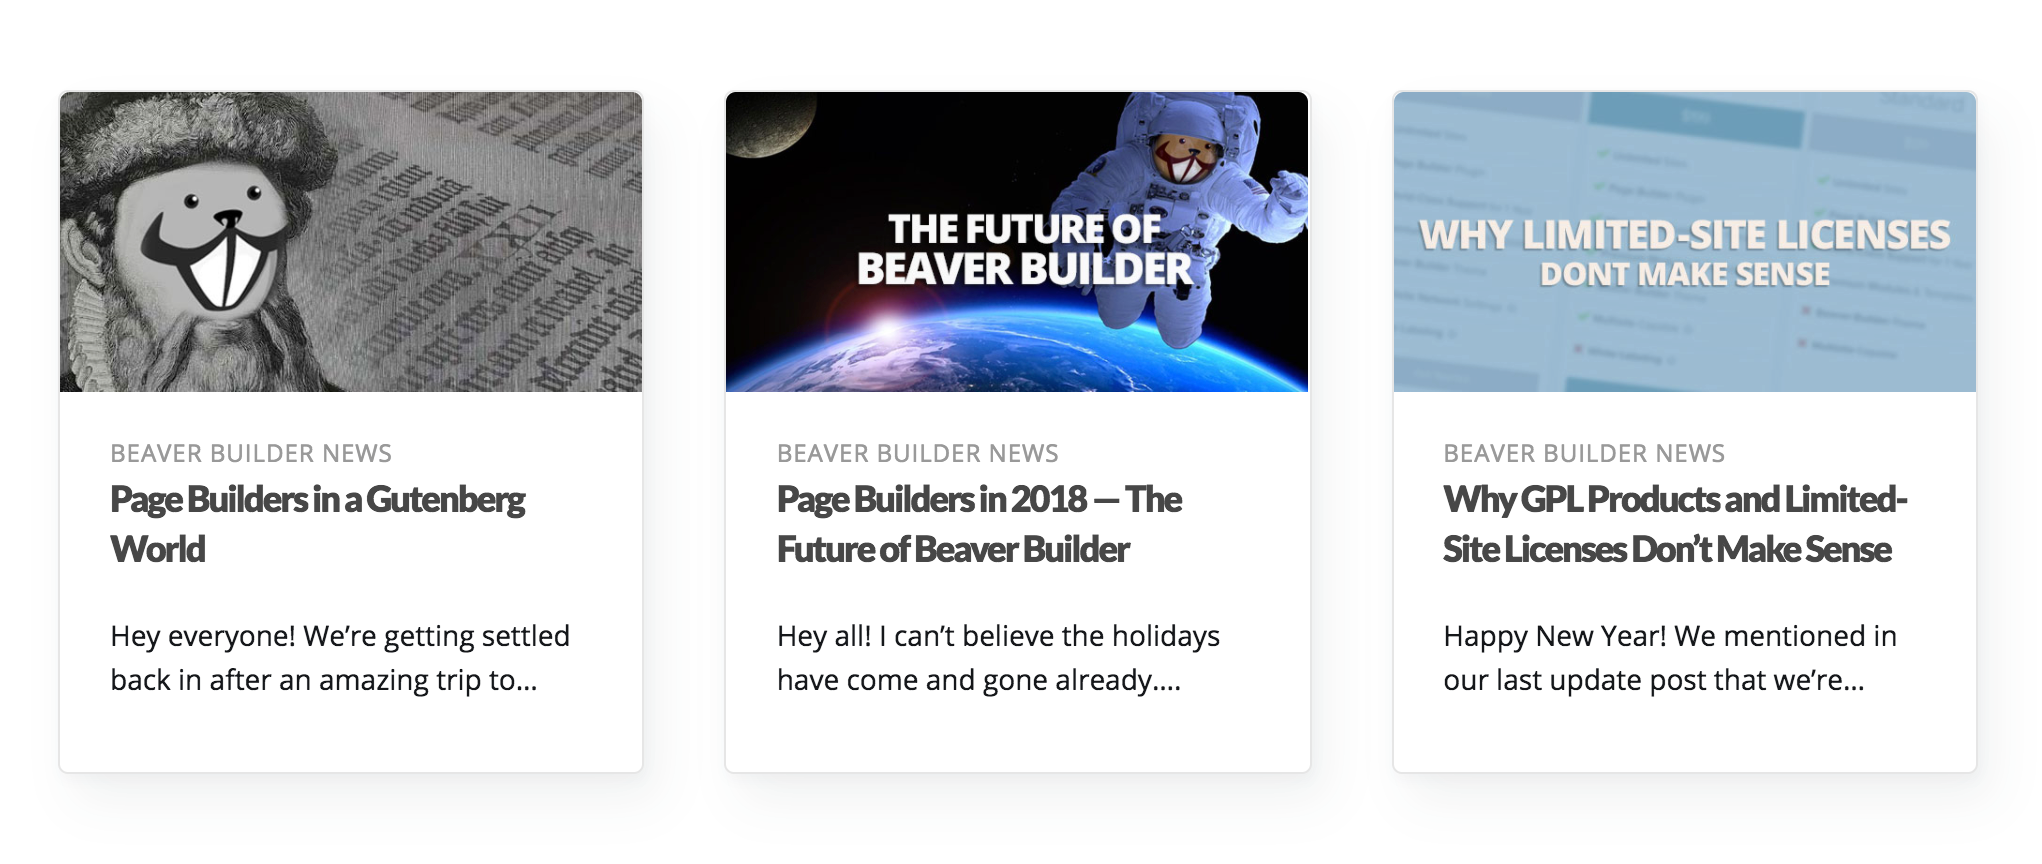 THE FUTURE OF
BEAVER BUILDER
WHY LIMITED-SITE LICENSES
DONT MAKE SENSE
BEAVER BUILDER NEWS
Page Builders in a Gutenberg
World
Hey everyone! We’re getting settled
back in after an amazing trip to...
BEAVER BUILDER NEWS
Page Builders in 2018 — The
Future of Beaver Builder
Hey all! I can’t believe the holidays
have come and gone already....
BEAVER BUILDER NEWS
Why GPL Products and Limited-
Site Licenses Don’t Make Sense
Happy New Year! We mentioned in
our last update post that we’re...